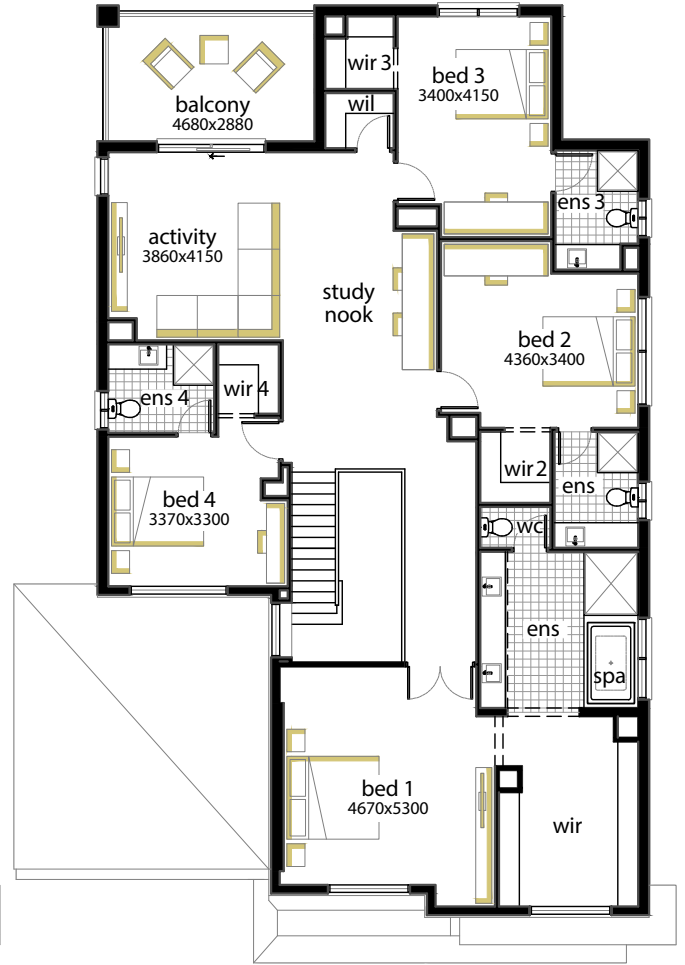 wir 3
bed 3
3400x4150
balcony
4680x2880
wil
ens 3
activity
3860x4150
study
nook
bed 2
4360x3400
wir 4
ens 4
wir 2
ens
bed 4
3370x3300
wc
ens
spa
bed 1
4670x5300
wir